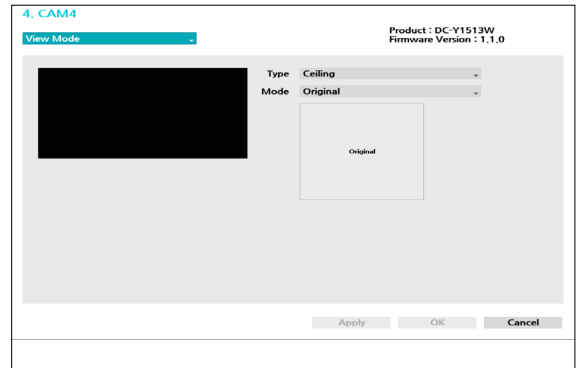 4. CAM4
Product : DC-Y1513W
View Mode
Firmware Version : 1.1.0
Type Ceiling
Mode Original
Original
Apply OK Cancel